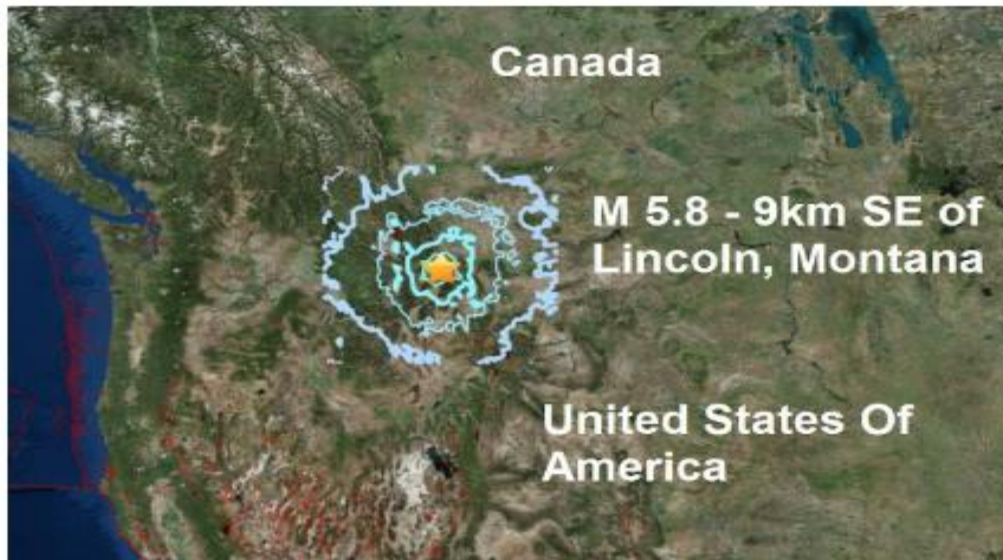 Canada
M 5.8 - 9km SE of
Lincoln, Montana
United States Of
America